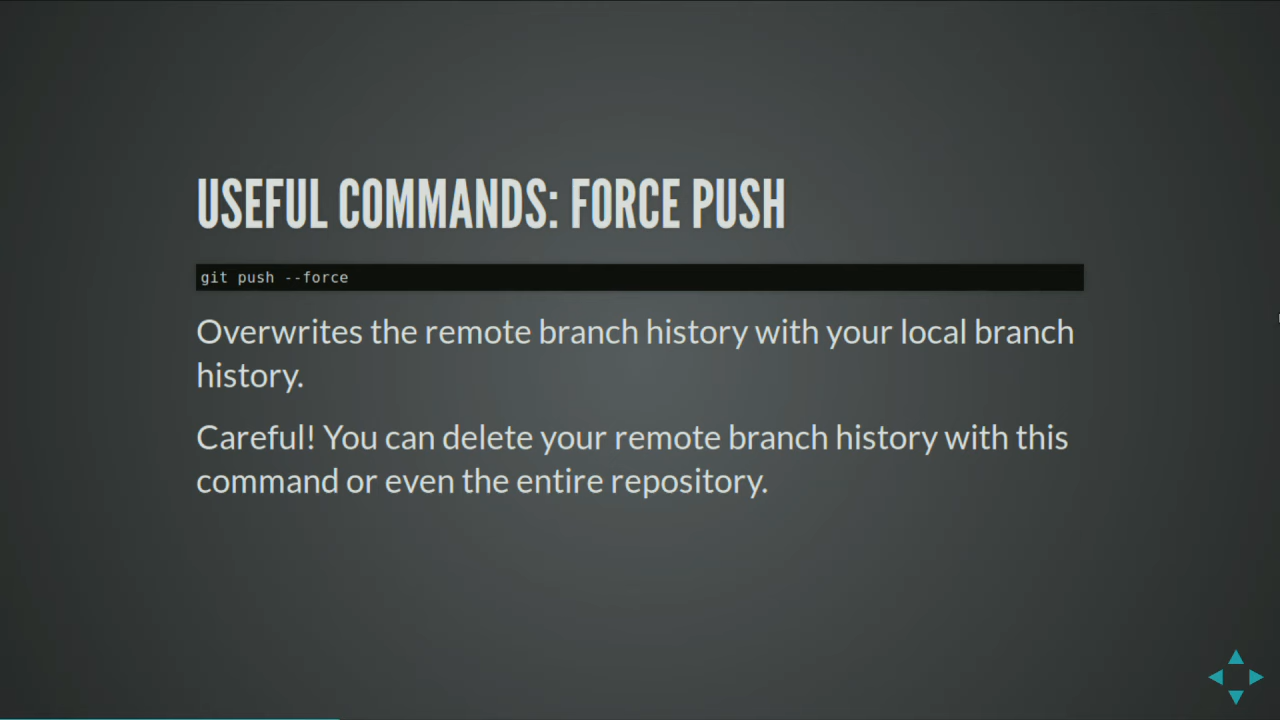 USEFUL COMMANDS: FORCE PUSH
git push --force
Overwrites the remote branch history with your local branch
history.
Careful! You can delete your remote branch history with this
command or even the entire repository.